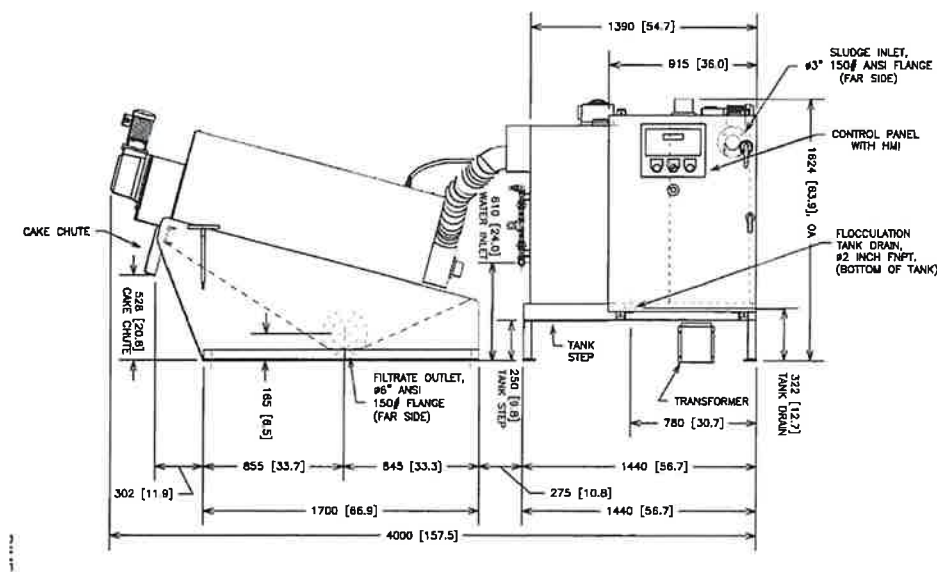 1390 [54.7]
915 [36.0]
SLUDGE INLET,
ø3" 150# ANSI FLANGE
(FAR SIDE)
CONTROL PANEL
WITH HMI
1624 [63.9], OA
610 [24.0]
WATER INLET
CAKE CHUTE
FLOCCULATION
TANK DRAIN,
ø2 INCH FNPT.
(BOTTOM OF TANK)
528 [20.8]
CAKE CHUTE
TANK
STEP
FILTRATE OUTLET,
ø6" ANSI
150# FLANGE
(FAR SIDE)
165 [6.5]
250 [9.8]
TANK STEP
TRANSFORMER
322 [12.7]
TANK DRAIN
780 [30.7]
855 [33.7]
845 [33.3]
1440 [56.7]
302 [11.9]
275 [10.8]
1700 [66.9]
1440 [56.7]
4000 [157.5]